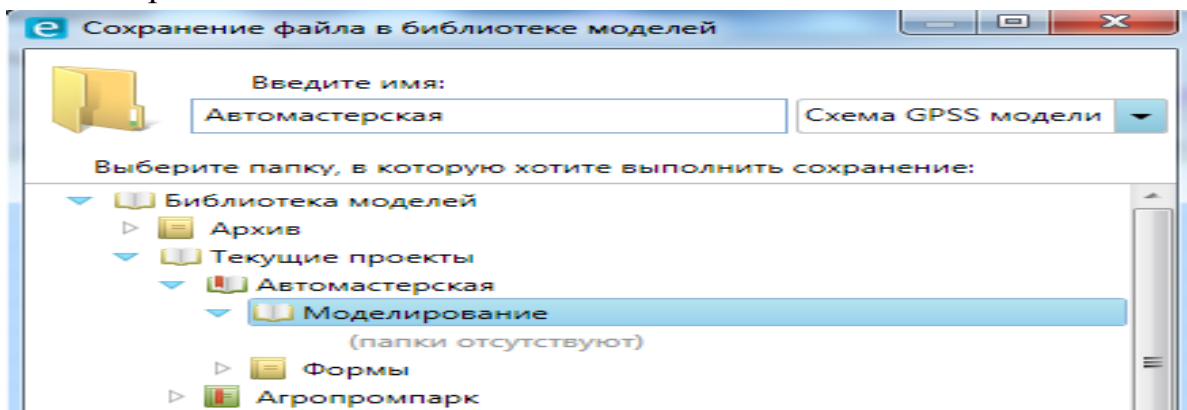 Сохранение файла в библиотеке моделей
Введите имя:
Автомастерская Схема GPSS модели
Выберите папку, в которую хотите выполнить сохранение:
Библиотека моделей
Архив
Текущие проекты
Автомастерская
Моделирование
(папки отсутствуют)
Формы
Агропромпарк